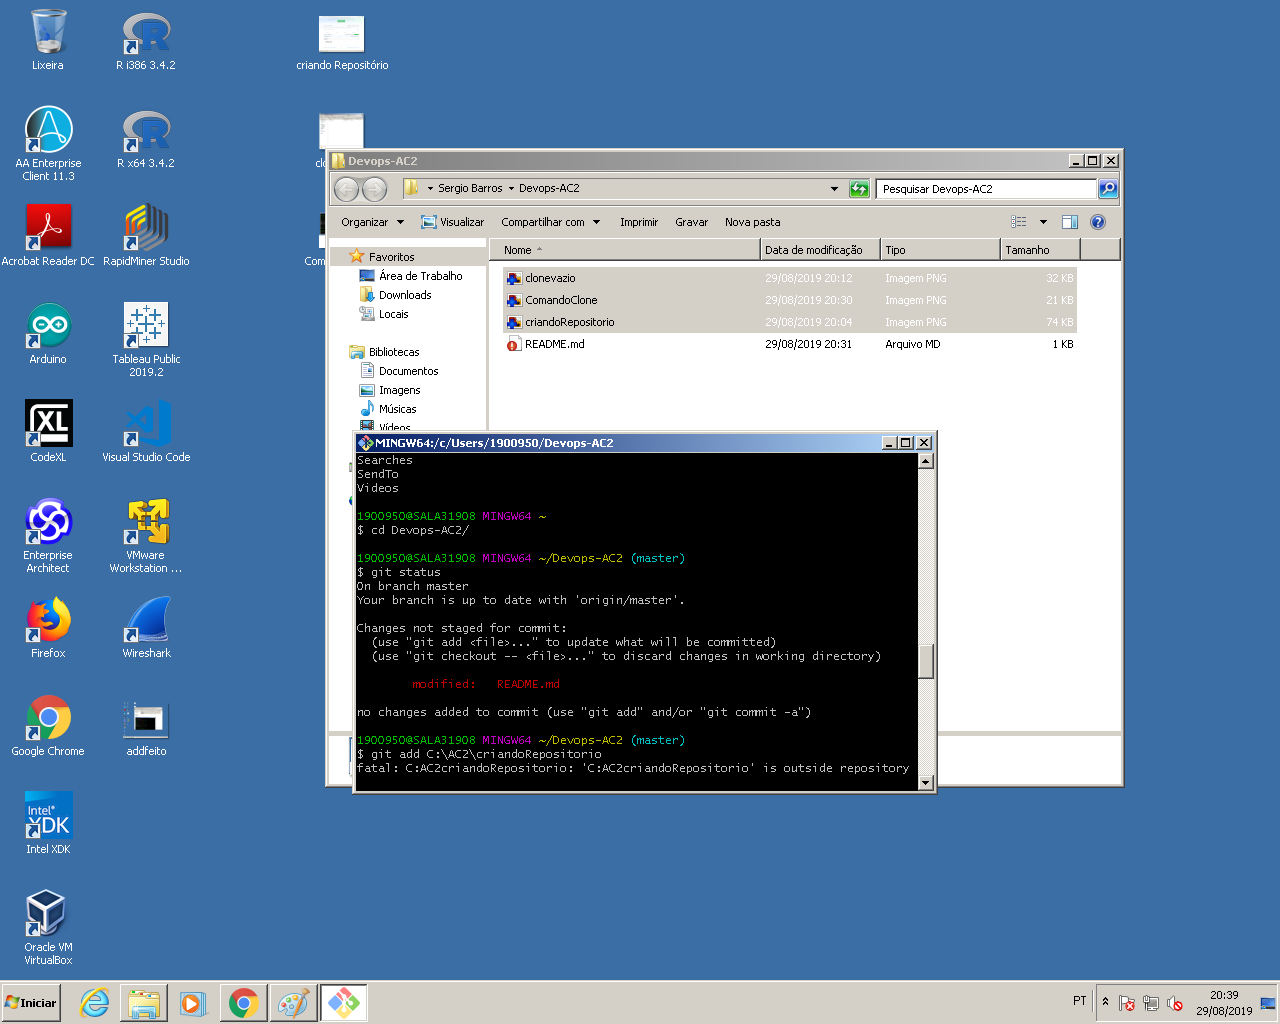 Lixeira
R i386 3.4.2
criando Repositório
AA Enterprise
Client 11.3
R x64 3.4.2
Acrobat Reader DC
RapidMiner Studio
Arduino
Tableau Public
2019.2
CodeXL
Visual Studio Code
Enterprise
Architect
VMware
Workstation ...
Firefox
Wireshark
Google Chrome
addfeito
Intel XDK
Oracle VM
VirtualBox
Devops-AC2
Sergio Barros
Devops-AC2
Pesquisar Devops-AC2
Organizar
Visualizar
Compartilhar com
Imprimir
Gravar
Nova pasta
Favoritos
Área de Trabalho
Downloads
Locais
Bibliotecas
Documentos
Imagens
Músicas
Vídeos
Nome
Data de modificação
Tipo
Tamanho
clonevazio 29/08/2019 20:12 Imagem PNG 32 KB
ComandoClone 29/08/2019 20:30 Imagem PNG 21 KB
criandoRepositorio 29/08/2019 20:04 Imagem PNG 74 KB
README.md 29/08/2019 20:31 Arquivo MD 1 KB
MINGW64:/c/Users/1900950/Devops-AC2
Searches
SendTo
Videos
1900950@SALA31908 MINGW64 ~
$ cd Devops-AC2/
1900950@SALA31908 MINGW64 ~/Devops-AC2 (master)
$ git status
On branch master
Your branch is up to date with 'origin/master'.
Changes not staged for commit:
(use "git add <file>..." to update what will be committed)
(use "git checkout -- <file>..." to discard changes in working directory)
modified: README.md
no changes added to commit (use "git add" and/or "git commit -a")
1900950@SALA31908 MINGW64 ~/Devops-AC2 (master)
$ git add C:\AC2\criandoRepositorio
fatal: C:AC2criandoRepositorio: 'C:AC2criandoRepositorio' is outside repository
Iniciar
PT
20:39
29/08/2019